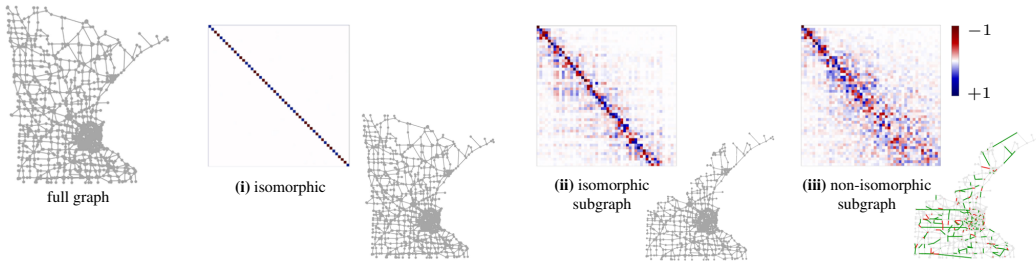 full graph
(i) isomorphic
(ii) isomorphic
subgraph
(iii) non-isomorphic
subgraph
−1
+1